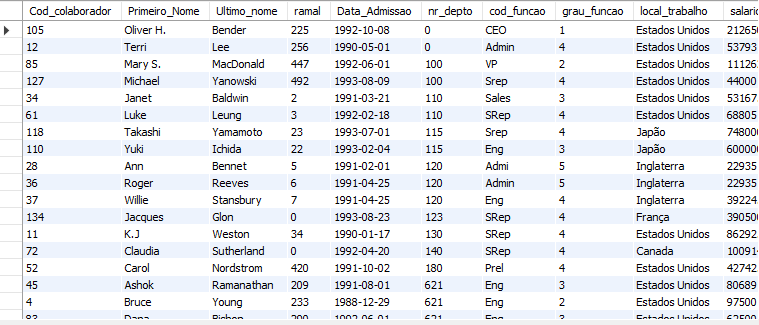 Cod_colaborador Primeiro_Nome Ultimo_nome ramal Data_Admissao nr_depto cod_funcao grau_funcao local_trabalho salario
105 Oliver H. Bender 225 1992-10-08 0 CEO 1 Estados Unidos 212650
12 Terri Lee 256 1990-05-01 0 Admin 4 Estados Unidos 53793
85 Mary S. MacDonald 447 1992-06-01 100 VP 2 Estados Unidos 11126
127 Michael Yanowski 492 1993-08-09 100 Srep 4 Estados Unidos 44000
34 Janet Baldwin 2 1991-03-21 110 Sales 3 Estados Unidos 53167
61 Luke Leung 3 1992-02-18 110 SRep 4 Estados Unidos 68805
118 Takashi Yamamoto 23 1993-07-01 115 Srep 4 Japão 748000
110 Yuki Ichida 22 1993-02-04 115 Eng 3 Japão 600000
28 Ann Bennet 5 1991-02-01 120 Admi 5 Inglaterra 22935
36 Roger Reeves 6 1991-04-25 120 Admin 5 Inglaterra 22935
37 Willie Stansbury 7 1991-04-25 120 Eng 4 Inglaterra 39224
134 Jacques Glon 0 1993-08-23 123 SRep 4 França 390500
11 K.J Weston 34 1990-01-17 130 SRep 4 Estados Unidos 86292
72 Claudia Sutherland 0 1992-04-20 140 SRep 4 Canada 100914
52 Carol Nordstrom 420 1991-10-02 180 Prel 4 Estados Unidos 42742
45 Ashok Ramanathan 209 1991-08-01 621 Eng 3 Estados Unidos 80689
4 Bruce Young 233 1988-12-29 621 Eng 2 Estados Unidos 97500
83 Dana Bishop 290 1992-06-01 621 Eng 3 Estados Unidos 62500